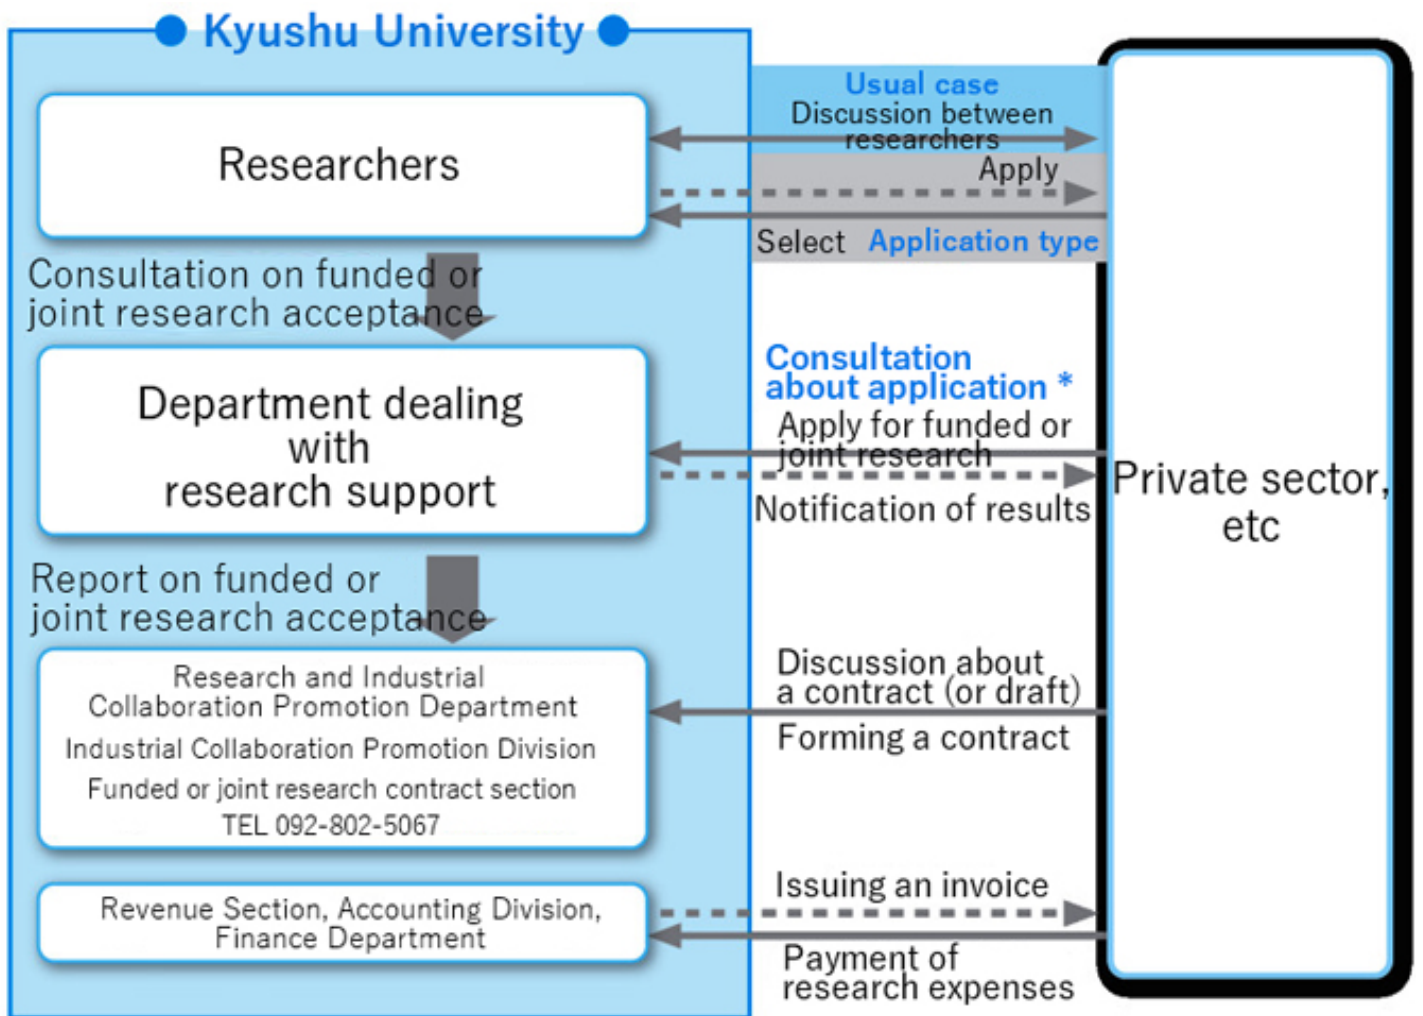 Kyushu University
Researchers
Usual case
Discussion between
researchers
Apply
Select Application type
Consultation on funded or
joint research acceptance
Department dealing
with
research support
Consultation
about application *
Apply for funded or
joint research
Notification of results
Private sector,
etc
Report on funded or
joint research acceptance
Research and Industrial
Collaboration Promotion Department
Industrial Collaboration Promotion Division
Funded or joint research contract section
TEL 092-802-5067
Discussion about
a contract (or draft)
Forming a contract
Revenue Section, Accounting Division,
Finance Department
Issuing an invoice
Payment of
research expenses